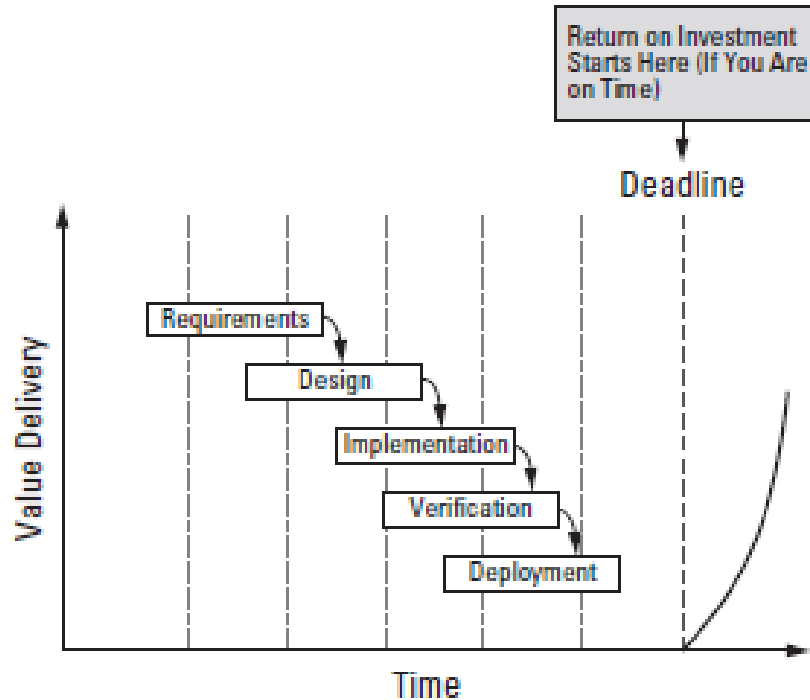 Return on Investment
Starts Here (If You Are
on Time)
Deadline
Requirements
Design
Implementation
Verification
Deployment
Value Delivery
Time